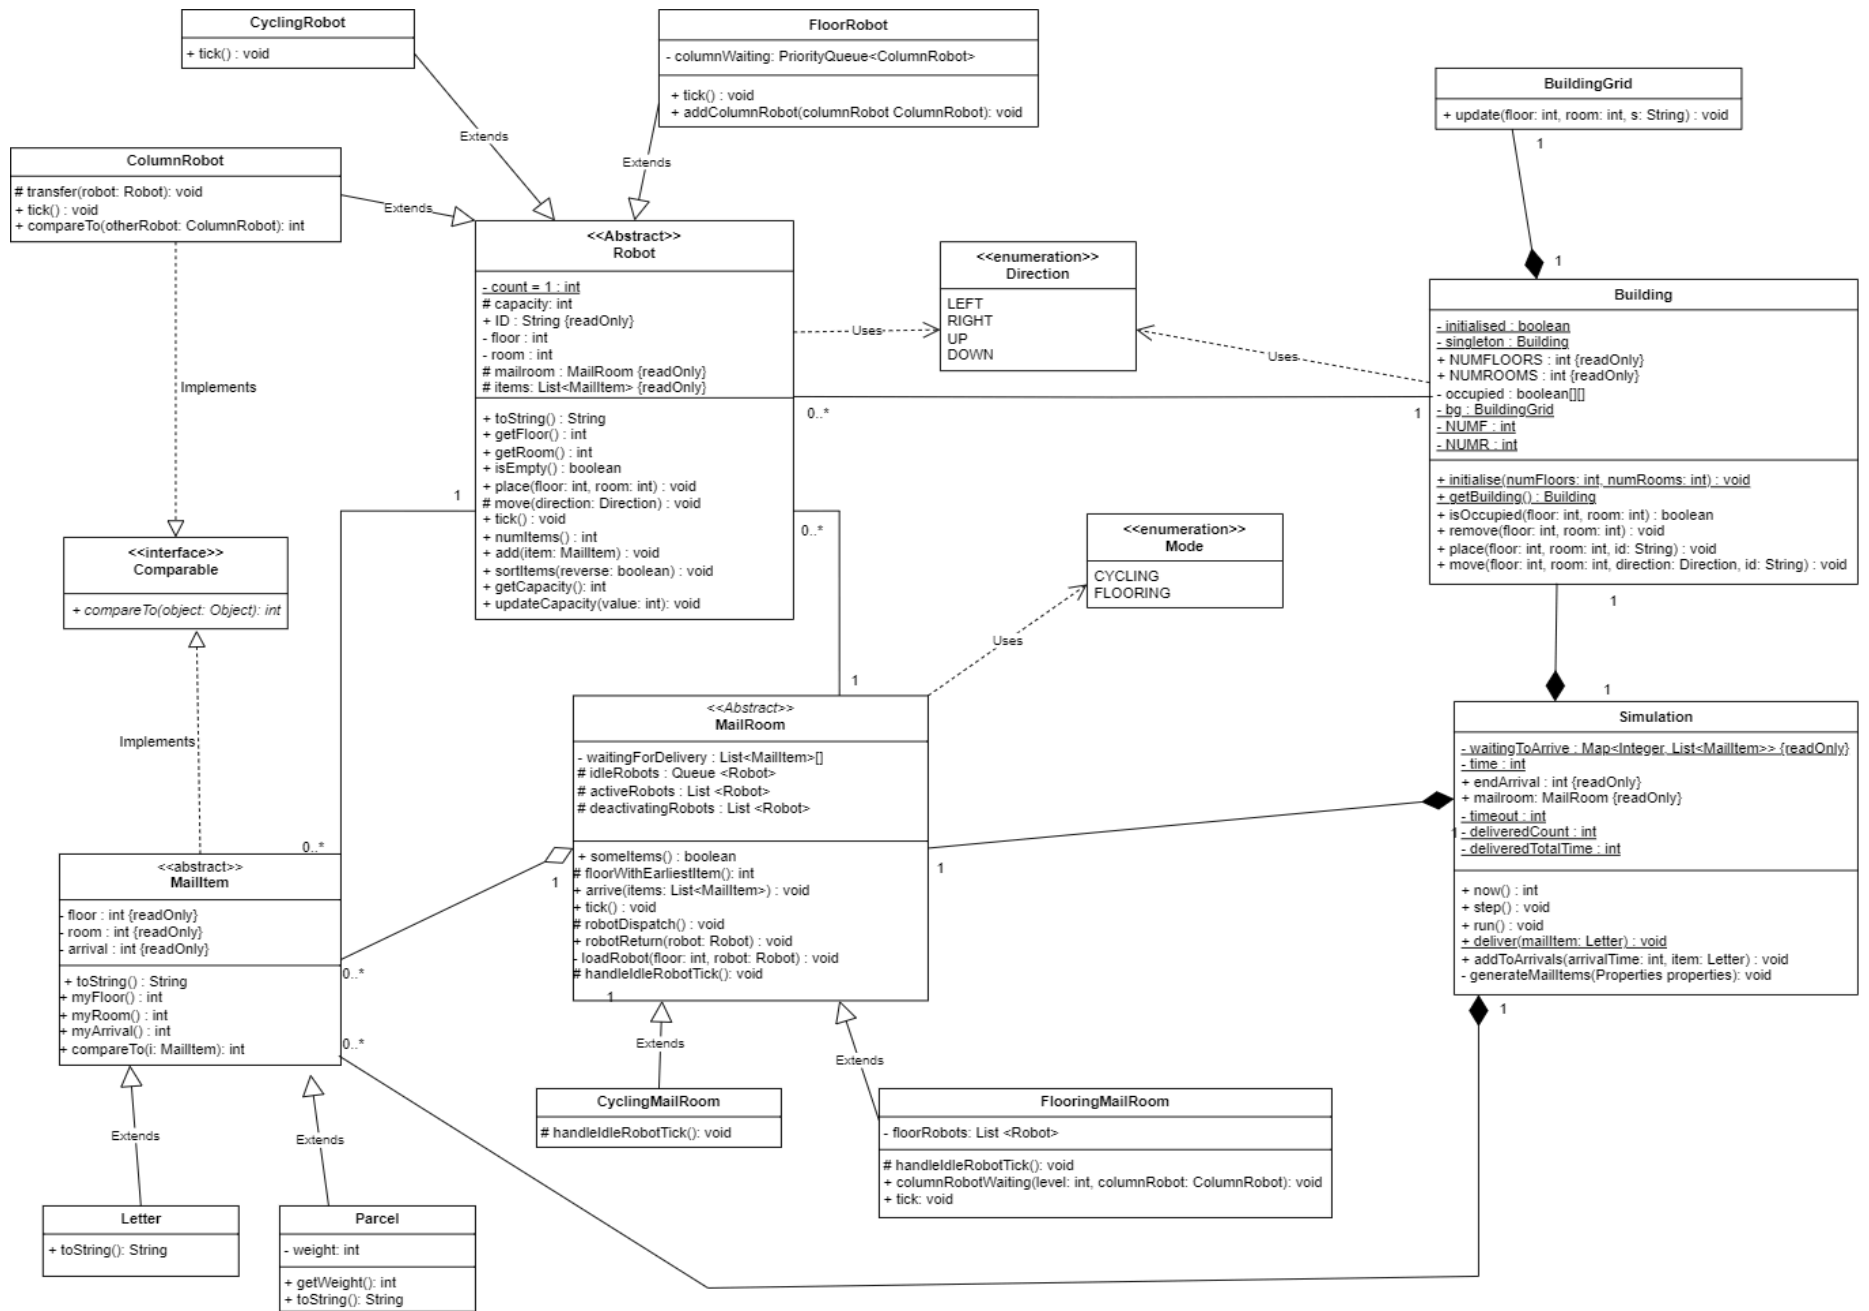 CyclingRobot
+ tick() : void
FloorRobot
- columnWaiting: PriorityQueue<ColumnRobot>
+ tick() : void
+ addColumnRobot(columnRobot ColumnRobot): void
BuildingGrid
+ update(floor: int, room: int, s: String) : void
1
Extends
Extends
ColumnRobot
# transfer(robot: Robot): void
+ tick() : void
+ compareTo(otherRobot: ColumnRobot): int
Extends
<<Abstract>>
Robot
- count = 1 : int
# capacity: int
+ ID : String {readOnly}
- floor : int
- room : int
# mailroom : MailRoom {readOnly}
# items: List<MailItem> {readOnly}
+ toString() : String
+ getFloor() : int
+ getRoom() : int
+ isEmpty() : boolean
+ place(floor: int, room: int) : void
# move(direction: Direction) : void
+ tick() : void
+ numItems() : int
+ add(item: MailItem) : void
+ sortItems(reverse: boolean) : void
+ getCapacity(): int
+ updateCapacity(value: int): void
<<enumeration>>
Direction
LEFT
RIGHT
UP
DOWN
Uses
Uses
1
Building
- initialised : boolean
- singleton : Building
+ NUMFLOORS : int {readOnly}
+ NUMROOMS : int {readOnly}
- occupied : boolean[][]
- bg : BuildingGrid
- NUMF : int
- NUMR : int
+ initialise(numFloors: int, numRooms: int) : void
+ getBuilding() : Building
+ isOccupied(floor: int, room: int) : boolean
+ remove(floor: int, room: int) : void
+ place(floor: int, room: int, id: String) : void
+ move(floor: int, room: int, direction: Direction, id: String) : void
0..*
1
Implements
1
0..*
<<interface>>
Comparable
+ compareTo(object: Object): int
<<enumeration>>
Mode
CYCLING
FLOORING
Uses
1
1
1
Implements
<<Abstract>>
MailRoom
- waitingForDelivery : List<MailItem>[]
# idleRobots : Queue <Robot>
# activeRobots : List <Robot>
# deactivatingRobots : List <Robot>
+ someItems() : boolean
# floorWithEarliestItem(): int
+ arrive(items: List<MailItem>) : void
+ tick() : void
# robotDispatch() : void
+ robotReturn(robot: Robot) : void
- loadRobot(floor: int, robot: Robot) : void
# handleIdleRobotTick(): void
1
Simulation
- waitingToArrive : Map<Integer, List<MailItem>> {readOnly}
- time : int
+ endArrival : int {readOnly}
+ mailroom: MailRoom {readOnly}
- timeout : int
- deliveredCount : int
- deliveredTotalTime : int
+ now() : int
+ step() : void
+ run() : void
+ deliver(mailItem: Letter) : void
+ addToArrivals(arrivalTime: int, item: Letter) : void
- generateMailItems(Properties properties): void
1
1
1
0..*
1
<<abstract>>
MailItem
- floor : int {readOnly}
- room : int {readOnly}
- arrival : int {readOnly}
+ toString() : String
+ myFloor() : int
+ myRoom() : int
+ myArrival() : int
+ compareTo(i: MailItem): int
0..*
0..*
Extends
Extends
CyclingMailRoom
# handleIdleRobotTick(): void
FlooringMailRoom
- floorRobots: List <Robot>
# handleIdleRobotTick(): void
+ columnRobotWaiting(level: int, columnRobot: ColumnRobot): void
+ tick: void
Extends
Extends
Letter
+ toString(): String
Parcel
- weight: int
+ getWeight(): int
+ toString(): String